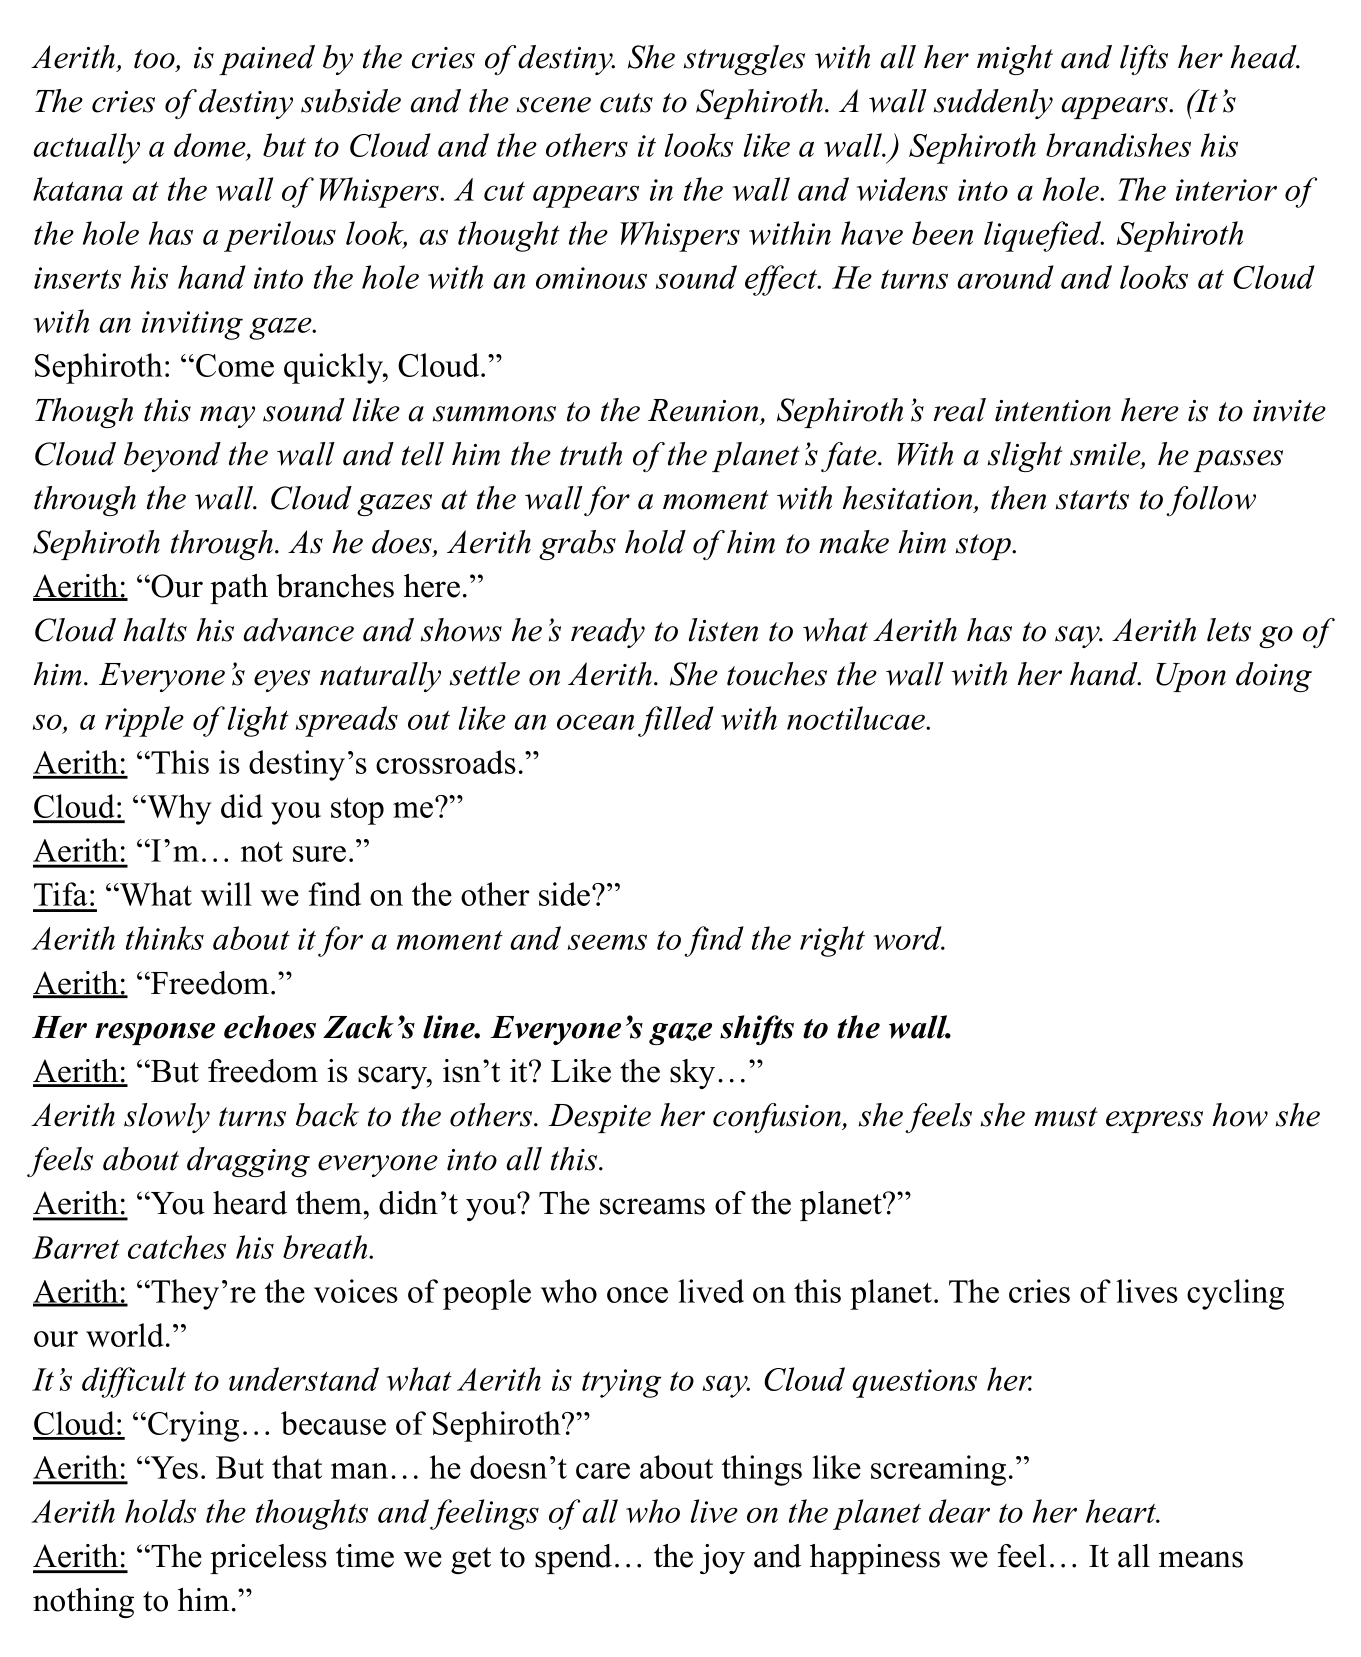 Aerith, too, is pained by the cries of destiny. She struggles with all her might and lifts her head.
The cries of destiny subside and the scene cuts to Sephiroth. A wall suddenly appears. (It’s
actually a dome, but to Cloud and the others it looks like a wall.) Sephiroth brandishes his
katana at the wall of Whispers. A cut appears in the wall and widens into a hole. The interior of
the hole has a perilous look, as thought the Whispers within have been liquefied. Sephiroth
inserts his hand into the hole with an ominous sound effect. He turns around and looks at Cloud
with an inviting gaze.
Sephiroth: “Come quickly, Cloud.”
Though this may sound like a summons to the Reunion, Sephiroth’s real intention here is to invite
Cloud beyond the wall and tell him the truth of the planet’s fate. With a slight smile, he passes
through the wall. Cloud gazes at the wall for a moment with hesitation, then starts to follow
Sephiroth through. As he does, Aerith grabs hold of him to make him stop.
Aerith: “Our path branches here.”
Cloud halts his advance and shows he’s ready to listen to what Aerith has to say. Aerith lets go of
him. Everyone’s eyes naturally settle on Aerith. She touches the wall with her hand. Upon doing
so, a ripple of light spreads out like an ocean filled with noctilucae.
Aerith: “This is destiny’s crossroads.”
Cloud: “Why did you stop me?”
Aerith: “I’m… not sure.”
Tifa: “What will we find on the other side?”
Aerith thinks about it for a moment and seems to find the right word.
Aerith: “Freedom.”
Her response echoes Zack’s line. Everyone’s gaze shifts to the wall.
Aerith: “But freedom is scary, isn’t it? Like the sky…”
Aerith slowly turns back to the others. Despite her confusion, she feels she must express how she
feels about dragging everyone into all this.
Aerith: “You heard them, didn’t you? The screams of the planet?”
Barret catches his breath.
Aerith: “They’re the voices of people who once lived on this planet. The cries of lives cycling
our world.”
It’s difficult to understand what Aerith is trying to say. Cloud questions her.
Cloud: “Crying… because of Sephiroth?”
Aerith: “Yes. But that man… he doesn’t care about things like screaming.”
Aerith holds the thoughts and feelings of all who live on the planet dear to her heart.
Aerith: “The priceless time we get to spend… the joy and happiness we feel… It all means
nothing to him.”